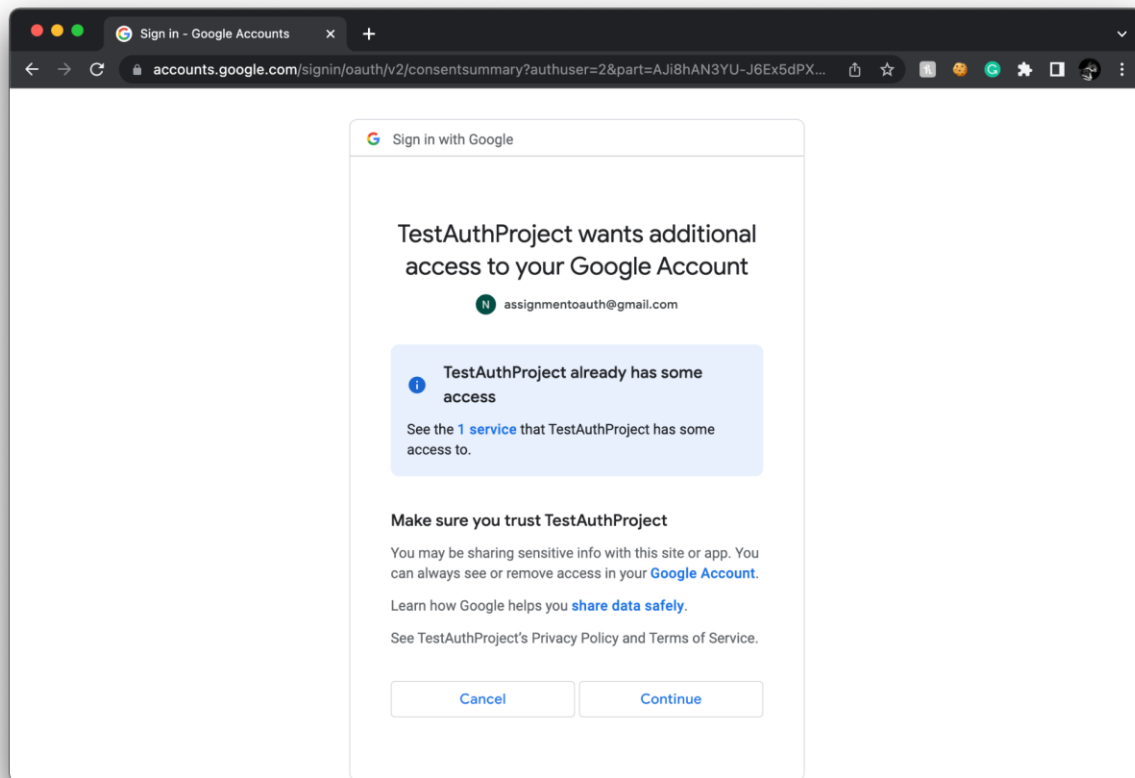 Sign in - Google Accounts
accounts.google.com/signin/oauth/v2/consentsummary?authuser=2&part=AJi8hAN3YU-J6Ex5dPX...
Sign in with Google
TestAuthProject wants additional
access to your Google Account
N assignmentoauth@gmail.com
TestAuthProject already has some
access
See the 1 service that TestAuthProject has some
access to.
Make sure you trust TestAuthProject
You may be sharing sensitive info with this site or app. You
can always see or remove access in your Google Account.
Learn how Google helps you share data safely.
See TestAuthProject's Privacy Policy and Terms of Service.
Cancel Continue